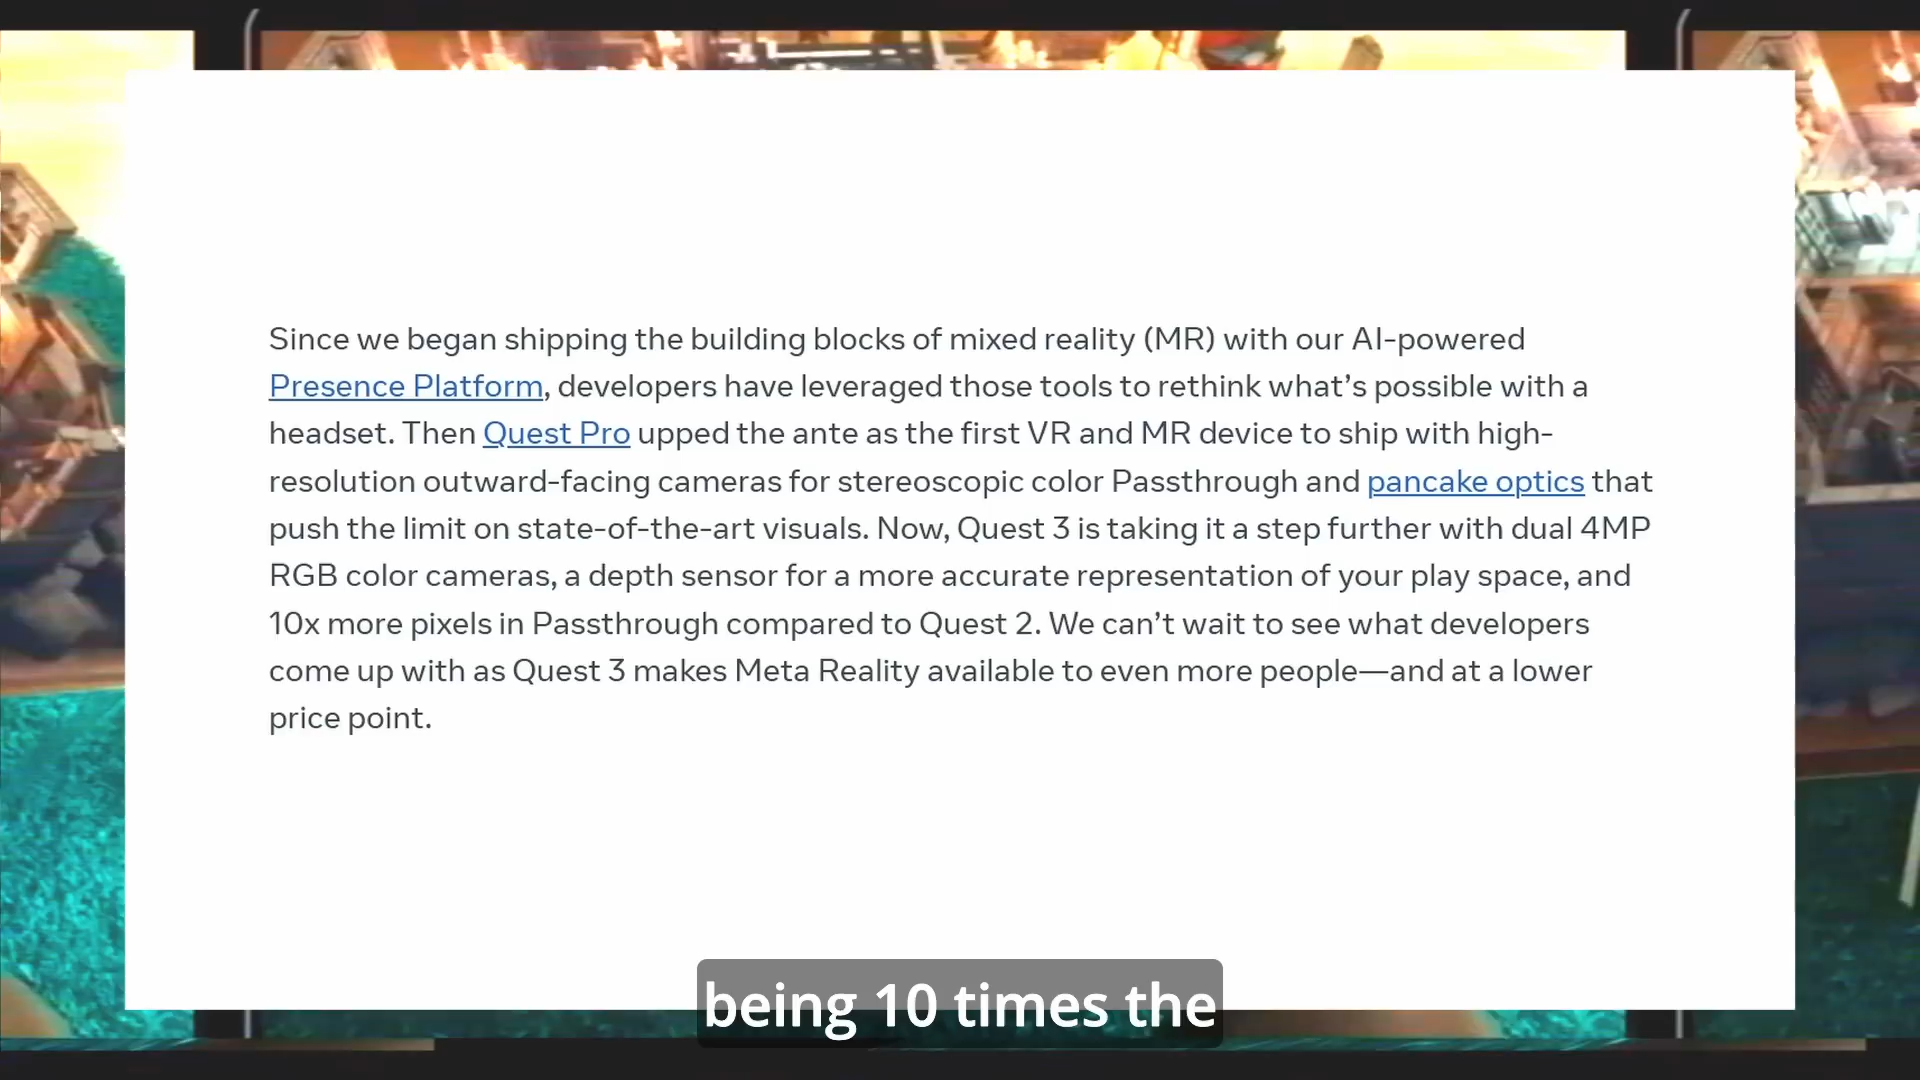 Since we began shipping the building blocks of mixed reality (MR) with our AI-powered
Presence Platform, developers have leveraged those tools to rethink what’s possible with a
headset. Then Quest Pro upped the ante as the first VR and MR device to ship with high-
resolution outward-facing cameras for stereoscopic color Passthrough and pancake optics that
push the limit on state-of-the-art visuals. Now, Quest 3 is taking it a step further with dual 4MP
RGB color cameras, a depth sensor for a more accurate representation of your play space, and
10x more pixels in Passthrough compared to Quest 2. We can’t wait to see what developers
come up with as Quest 3 makes Meta Reality available to even more people—and at a lower
price point.
being 10 times the